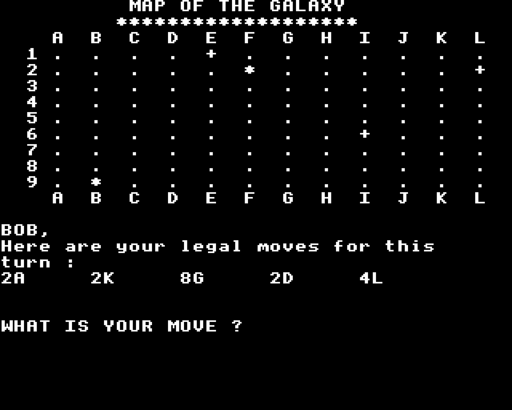 MAP OF THE GALAXY
*******************
A B C D E F G H I J K L
1 . . . . + . . . . . . .
2 . . . . . * . . . . . +
3 . . . . . . . . . . . .
4 . . . . . . . . . . . .
5 . . . . . . . . . . . .
6 . . . . . . . . + . . .
7 . . . . . . . . . . . .
8 . . . . . . . . . . . .
9 . * . . . . . . . . . .
A B C D E F G H I J K L
BOB,
Here are your legal moves for this
turn :
2A 2K 8G 2D 4L
WHAT IS YOUR MOVE ?